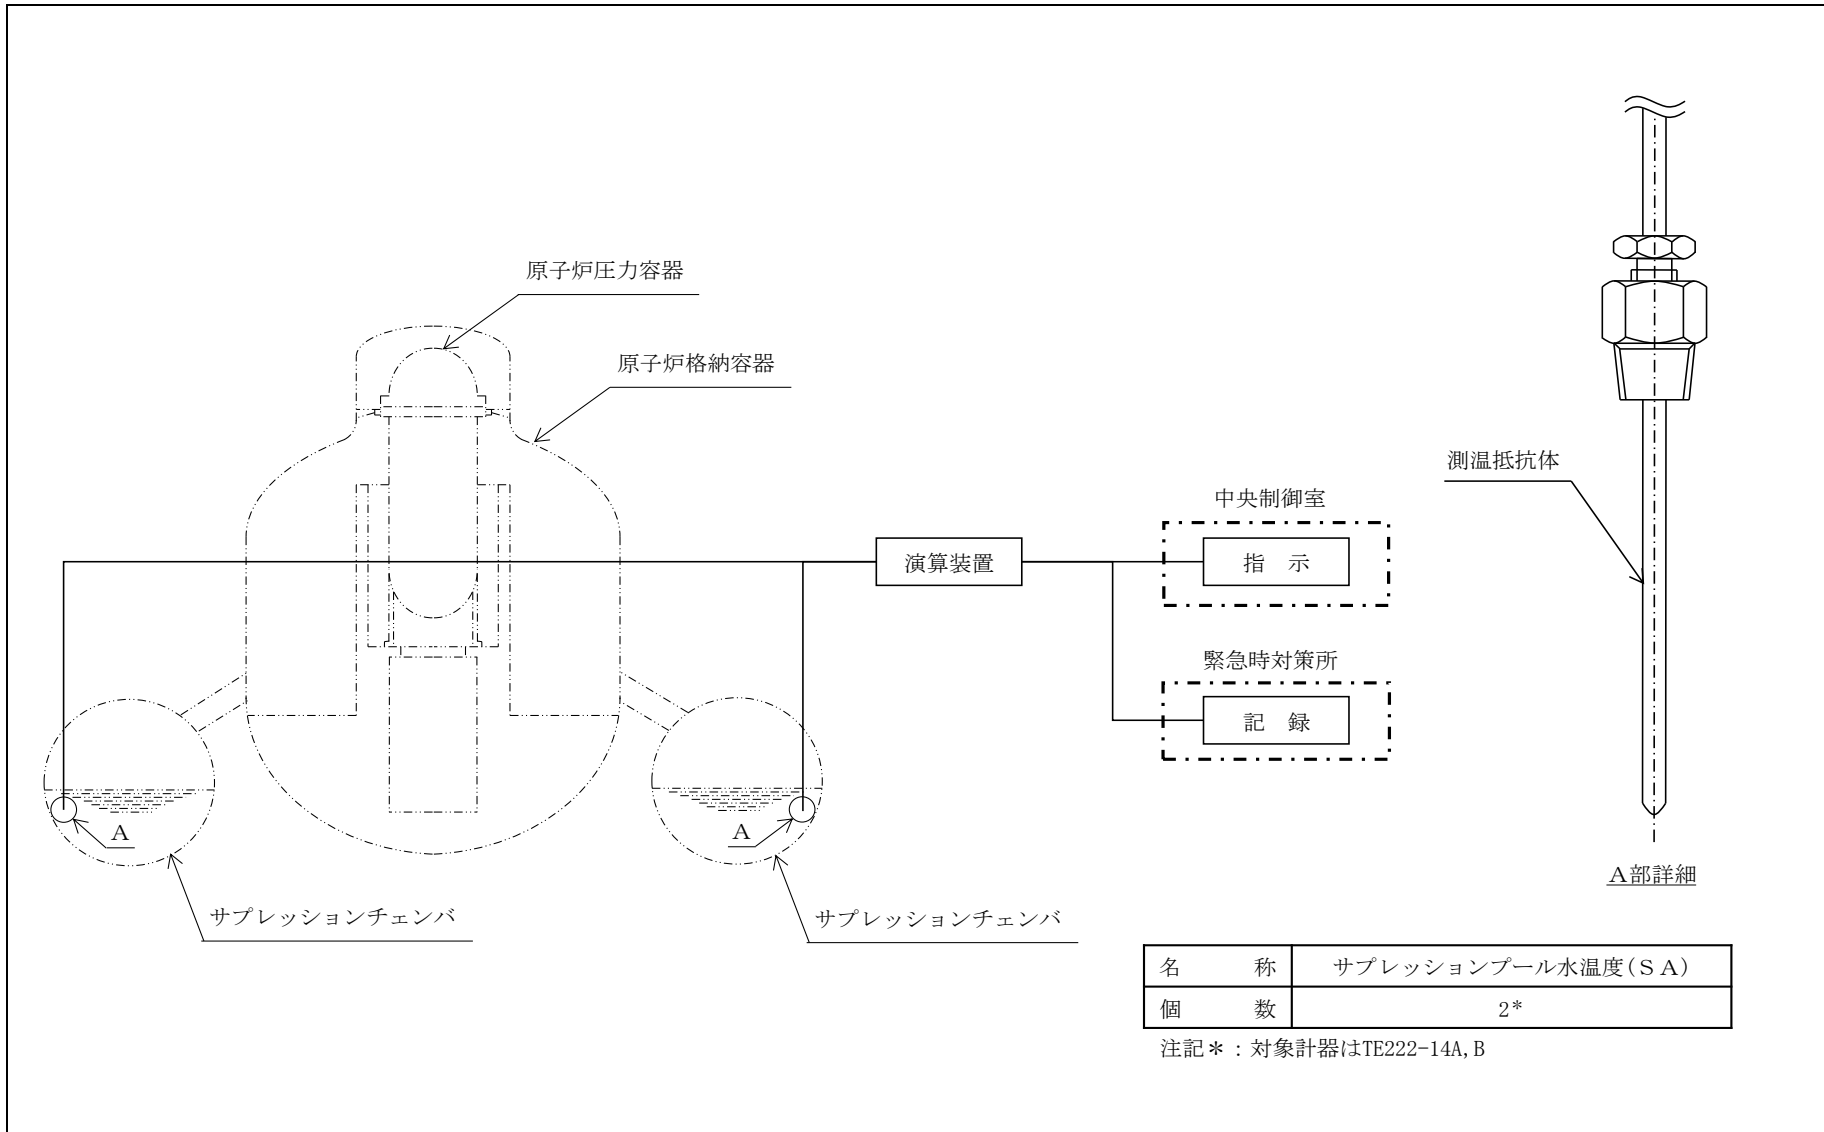 原子炉圧力容器
原子炉格納容器
測温抵抗体
中央制御室
演算装置
指　示
緊急時対策所
記　録
A
A
A部詳細
サプレッションチェンバ
サプレッションチェンバ
名　　称　サプレッションプール水温度(SA)
個　　数　2*
注記＊：対象計器はTE222-14A,B